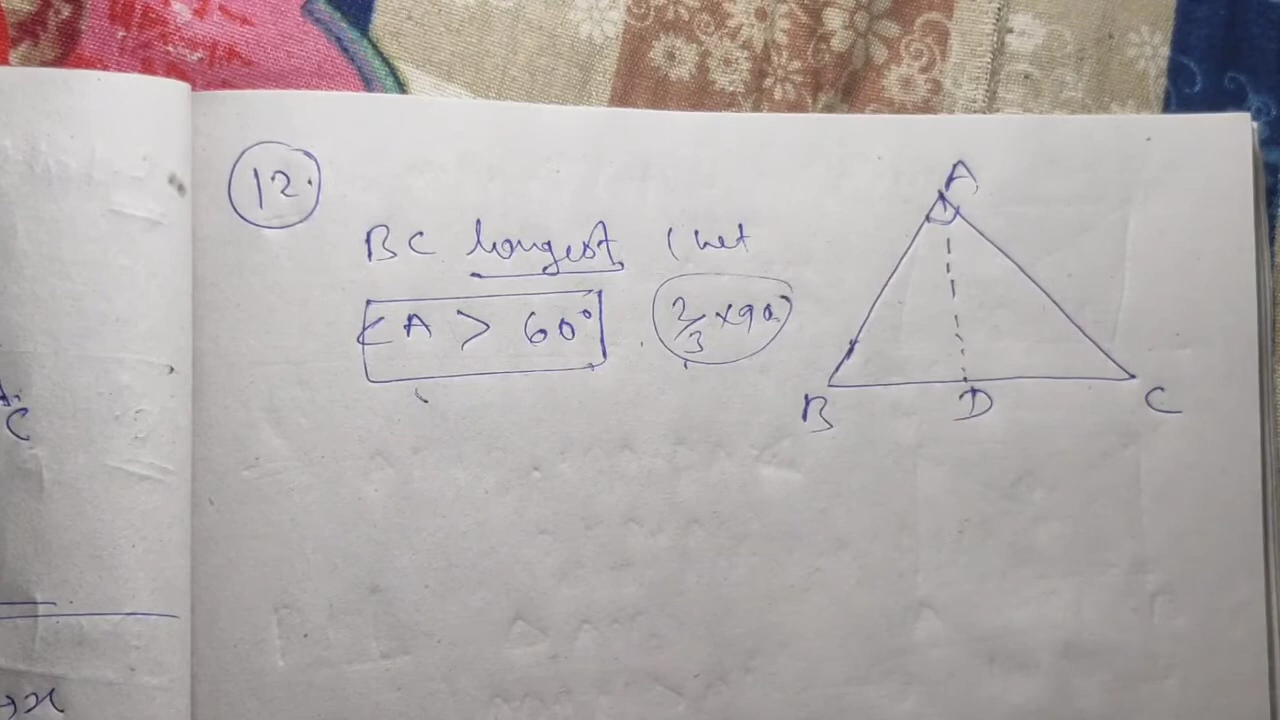 12.
BC longest (let
∠A > 60° 2/3 × 90°
A
B D C
C
→x